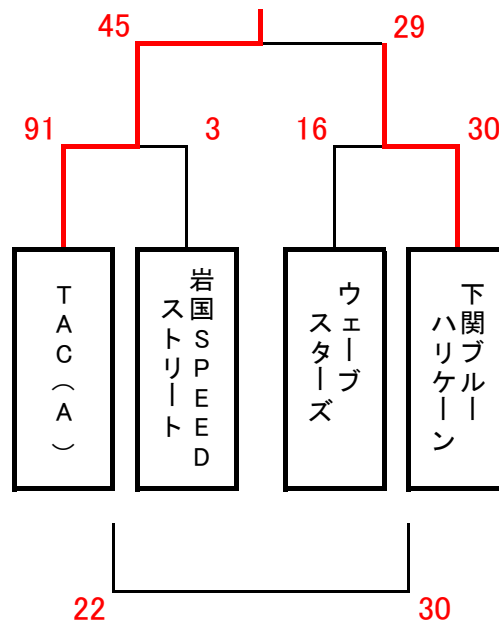 45
29
91
3
16
30
TAC(A)
岩国SPEED
ストリート
ウェーブ
スターズ
下関ブルー
ハリケーン
22
30